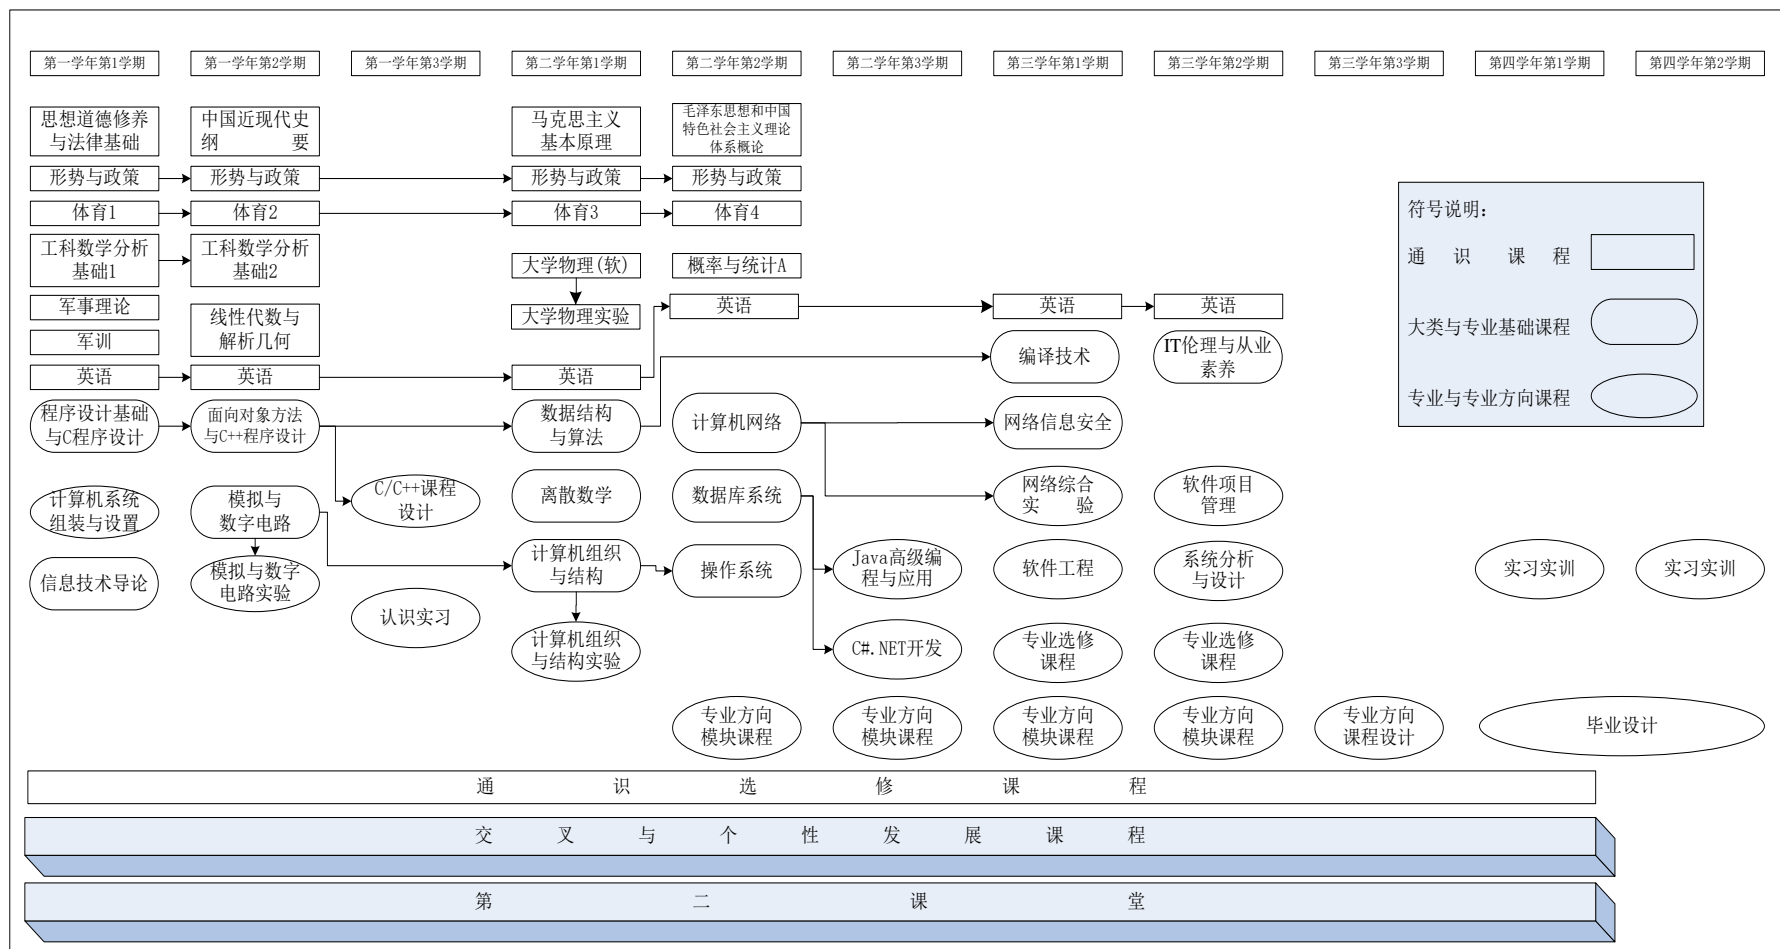 第一学年第1学期
第一学年第2学期
第一学年第3学期
第二学年第1学期
第二学年第2学期
第二学年第3学期
第三学年第1学期
第三学年第2学期
第三学年第3学期
第四学年第1学期
第四学年第2学期
思想道德修养
与法律基础
中国近现代史
纲 要
马克思主义
基本原理
毛泽东思想和中国
特色社会主义理论
体系概论
形势与政策
形势与政策
形势与政策
形势与政策
体育1
体育2
体育3
体育4
工科数学分析
基础1
工科数学分析
基础2
大学物理(软)
概率与统计A
军事理论
线性代数与
解析几何
大学物理实验
英语
英语
英语
军训
编译技术
IT伦理与从业
素养
英语
英语
英语
程序设计基础
与C程序设计
面向对象方法
与C++程序设计
数据结构
与算法
计算机网络
网络信息安全
计算机系统
组装与设置
模拟与
数字电路
C/C++课程
设计
离散数学
数据库系统
网络综合
实 验
软件项目
管理
信息技术导论
模拟与数字
电路实验
认识实习
计算机组织
与结构
操作系统
Java高级编
程与应用
软件工程
系统分析
与设计
实习实训
实习实训
计算机组织
与结构实验
C#.NET开发
专业选修
课程
专业选修
课程
专业方向
模块课程
专业方向
模块课程
专业方向
模块课程
专业方向
模块课程
专业方向
课程设计
毕业设计
符号说明:
通 识 课 程
大类与专业基础课程
专业与专业方向课程
通 识 选 修 课 程
交 叉 与 个 性 发 展 课 程
第 二 课 堂